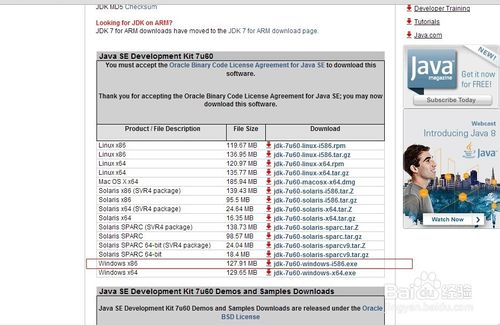 JDK MD5 Checksum
Looking for JDK on ARM?
JDK 7 for ARM downloads have moved to the JDK 7 for ARM download page.
Java SE Development Kit 7u60
You must accept the Oracle Binary Code License Agreement for Java SE to download this
software.
Thank you for accepting the Oracle Binary Code License Agreement for Java SE; you may now
download this software.
Product / File Description File Size Download
Linux x86 119.67 MB jdk-7u60-linux-i586.rpm
Linux x86 136.95 MB jdk-7u60-linux-i586.tar.gz
Linux x64 120.97 MB jdk-7u60-linux-x64.rpm
Linux x64 135.77 MB jdk-7u60-linux-x64.tar.gz
Mac OS X x64 185.94 MB jdk-7u60-macosx-x64.dmg
Solaris x86 (SVR4 package) 139.43 MB jdk-7u60-solaris-i586.tar.Z
Solaris x86 95.5 MB jdk-7u60-solaris-i586.tar.gz
Solaris x64 (SVR4 package) 24.64 MB jdk-7u60-solaris-x64.tar.Z
Solaris x64 16.35 MB jdk-7u60-solaris-x64.tar.gz
Solaris SPARC (SVR4 package) 138.73 MB jdk-7u60-solaris-sparc.tar.Z
Solaris SPARC 98.57 MB jdk-7u60-solaris-sparc.tar.gz
Solaris SPARC 64-bit (SVR4 package) 24.04 MB jdk-7u60-solaris-sparcv9.tar.Z
Solaris SPARC 64-bit 18.4 MB jdk-7u60-solaris-sparcv9.tar.gz
Windows x86 127.91 MB jdk-7u60-windows-i586.exe
Windows x64 129.65 MB jdk-7u60-windows-x64.exe
Java SE Development Kit 7u60 Demos and Samples Downloads
Java SE Development Kit 7u60 Demos and Samples Downloads are released under the Oracle
BSD License
Developer Training
Tutorials
Java.com
Java
magazine
Get it now
for FREE!
Subscribe Today
Webcast
Introducing Java 8
Java
Watch Now
Baidu 经验